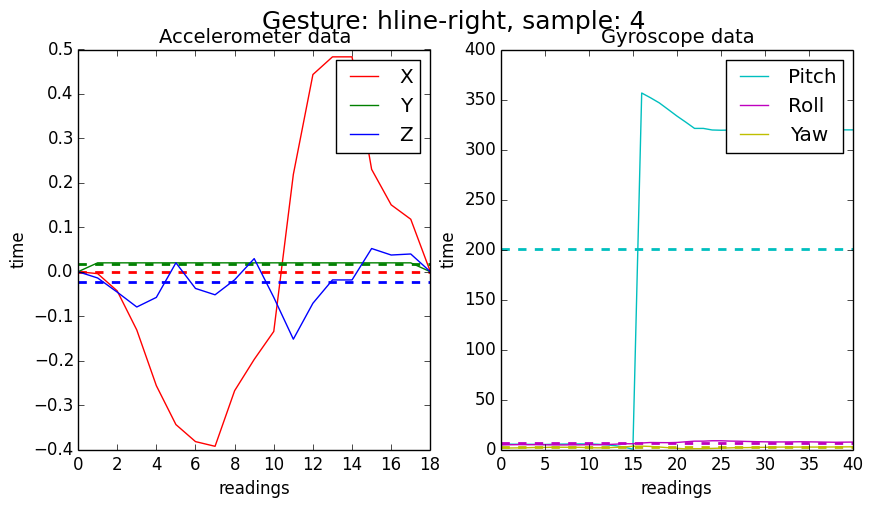 Gesture: hline-right, sample: 4
Accelerometer data
Gyroscope data
0.5
0.4
0.3
0.2
0.1
0.0
−0.1
−0.2
−0.3
−0.4
time
0 2 4 6 8 10 12 14 16 18
readings
X
Y
Z
400
350
300
250
200
150
100
50
0
time
0 5 10 15 20 25 30 35 40
readings
Pitch
Roll
Yaw